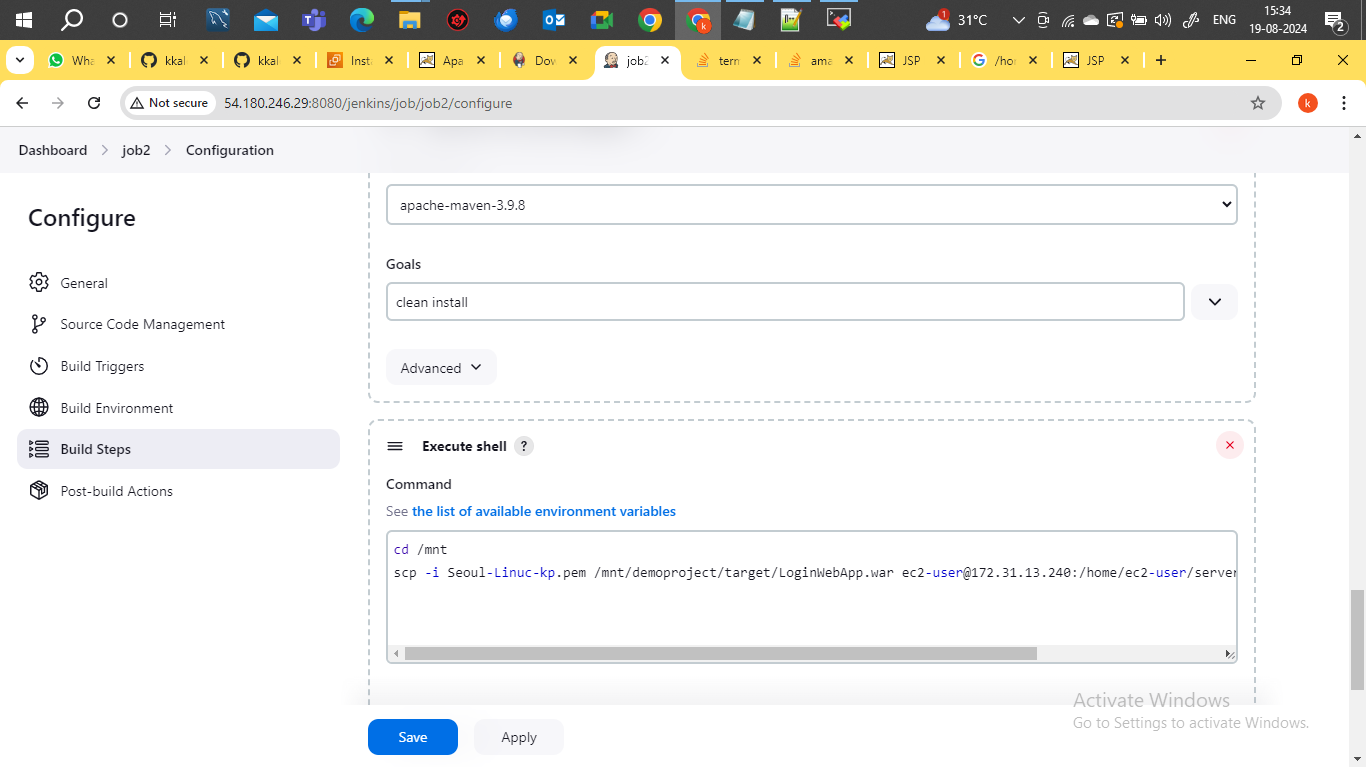 31°C
ENG
15:34
19-08-2024
2
Wha
kkal
kkal
Insta
Apa
Dow
job2
tern
ama
JSP
/hor
JSP
Not secure
54.180.246.29:8080/jenkins/job/job2/configure
k
Dashboard > job2 > Configuration
Configure
General
Source Code Management
Build Triggers
Build Environment
Build Steps
Post-build Actions
apache-maven-3.9.8
Goals
clean install
Advanced
Execute shell ?
Command
See the list of available environment variables
cd /mnt
scp -i Seoul-Linuc-kp.pem /mnt/demoproject/target/LoginWebApp.war ec2-user@172.31.13.240:/home/ec2-user/server
Save
Apply
Activate Windows
Go to Settings to activate Windows.